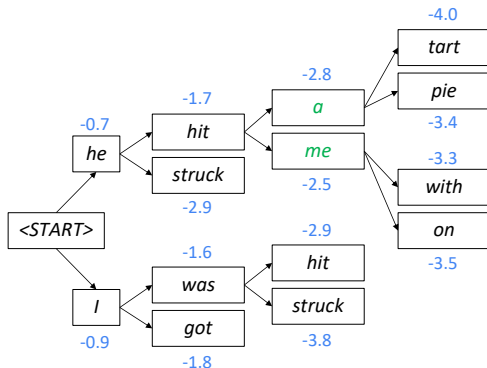 -4.0
tart
-2.8
-1.7
a
pie
-0.7
hit
-3.4
he
me
-3.3
struck
-2.5
with
-2.9
<START>
-2.9
on
-1.6
hit
-3.5
was
I
struck
got
-0.9
-3.8
-1.8